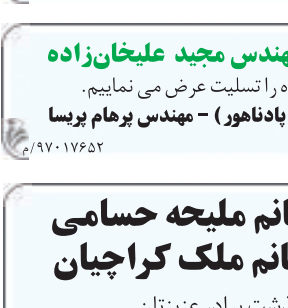 هندس مجید علیخان‌زاده
ه را تسلیت عرض می نماییم.
پادناهور) – مهندس پرهام پریسا
۹۷۰۱۷۶۵۲/م
انم ملیحه حسامی
انم ملک کراچیان